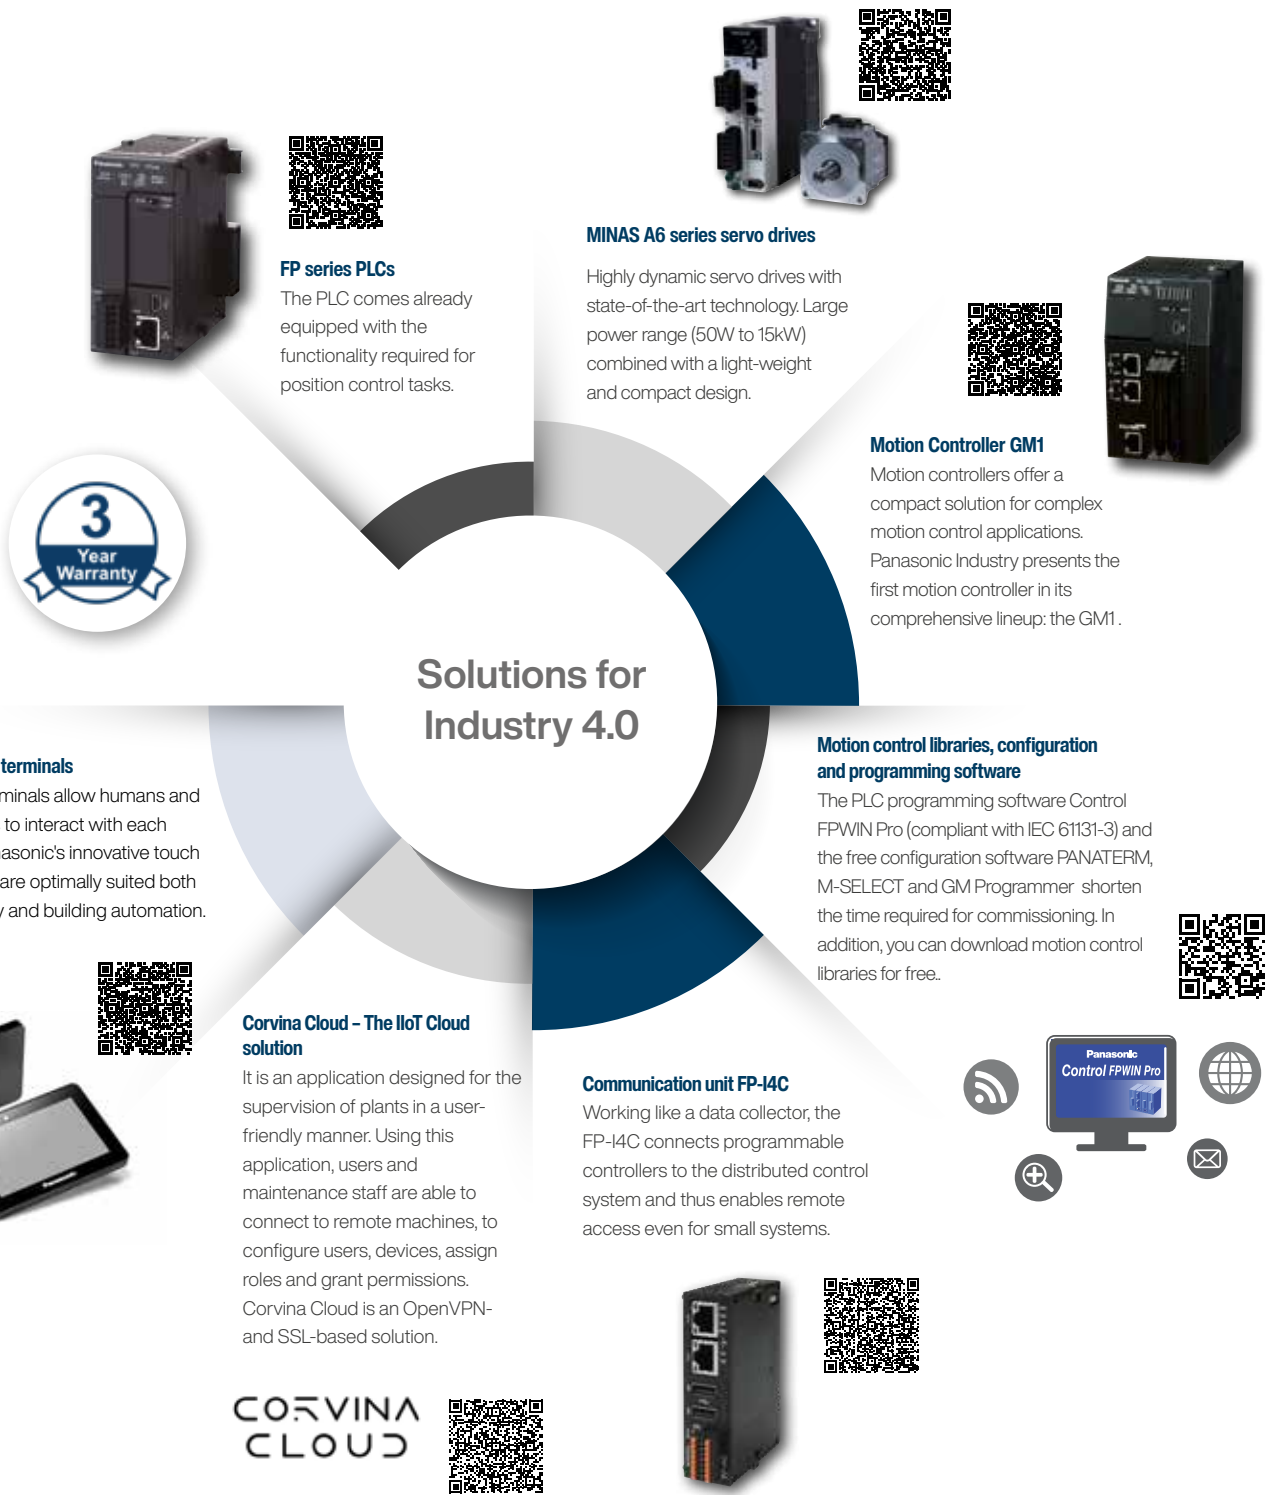 MINAS A6 series servo drives
Highly dynamic servo drives with
state-of-the-art technology. Large
power range (50W to 15kW)
combined with a light-weight
and compact design.
Panasonic
FP series PLCs
The PLC comes already
equipped with the
functionality required for
position control tasks.
Motion Controller GM1
Motion controllers offer a
compact solution for complex
motion control applications.
Panasonic Industry presents the
first motion controller in its
comprehensive lineup: the GM1.
3
Year
Warranty
Solutions for
Industry 4.0
Motion control libraries, configuration
and programming software
The PLC programming software Control
FPWIN Pro (compliant with IEC 61131-3) and
the free configuration software PANATERM,
M-SELECT and GM Programmer shorten
the time required for commissioning. In
addition, you can download motion control
libraries for free..
Panasonic
Control FPWIN Pro
terminals
minals allow humans and
to interact with each
nasonic's innovative touch
are optimally suited both
y and building automation.
Corvina Cloud – The IIoT Cloud
solution
It is an application designed for the
supervision of plants in a user-
friendly manner. Using this
application, users and
maintenance staff are able to
connect to remote machines, to
configure users, devices, assign
roles and grant permissions.
Corvina Cloud is an OpenVPN-
and SSL-based solution.
CORVINA
CLOUD
Communication unit FP-I4C
Working like a data collector, the
FP-I4C connects programmable
controllers to the distributed control
system and thus enables remote
access even for small systems.